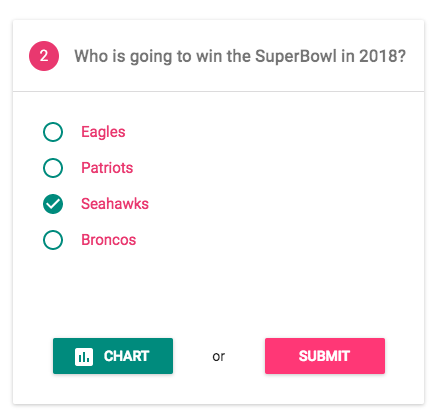 2 Who is going to win the SuperBowl in 2018?
Eagles
Patriots
Seahawks
Broncos
CHART or SUBMIT